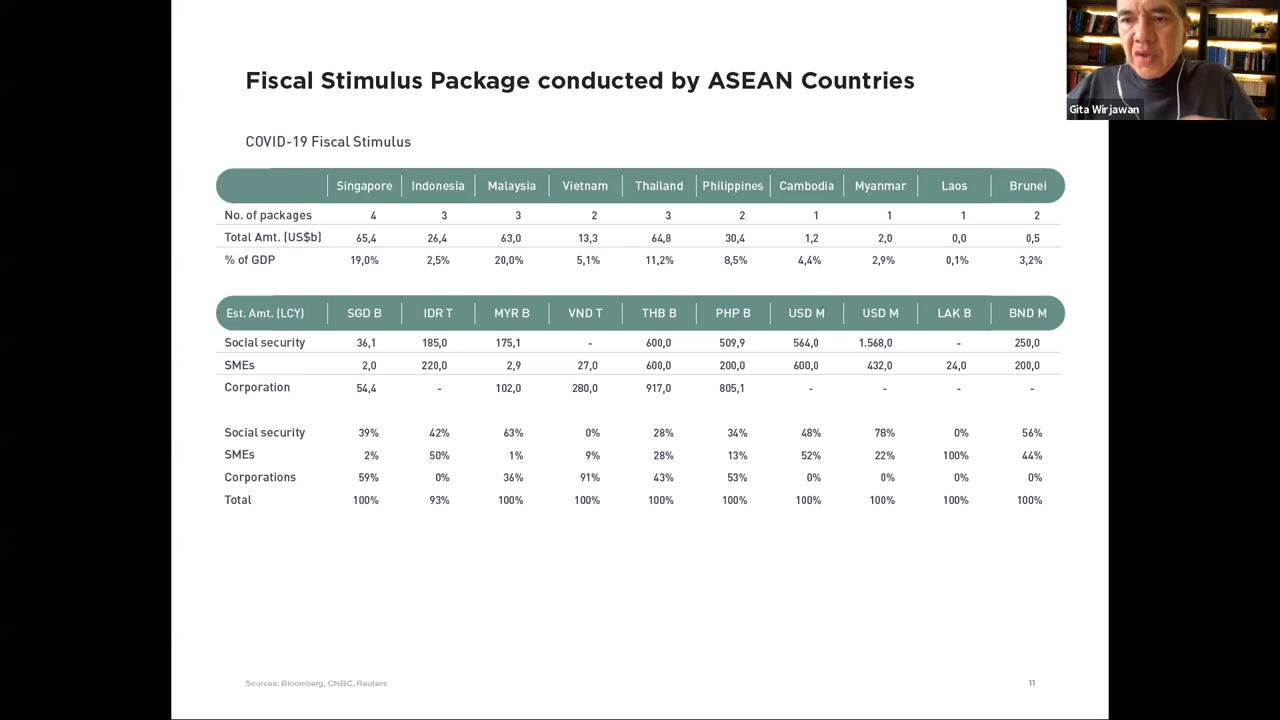 Fiscal Stimulus Package conducted by ASEAN Countries
Gita Wirjawan
COVID-19 Fiscal Stimulus
Singapore Indonesia Malaysia Vietnam Thailand Philippines Cambodia Myanmar Laos Brunei
No. of packages 4 3 3 2 3 2 1 1 1 2
Total Amt. (US$b) 65,4 26,4 63,0 13,3 64,8 30,4 1,2 2,0 0,0 0,5
% of GDP 19,0% 2,5% 20,0% 5,1% 11,2% 8,5% 4,4% 2,9% 0,1% 3,2%
Est. Amt. (LCY) SGD B IDR T MYR B VND T THB B PHP B USD M USD M LAK B BND M
Social security 36,1 185,0 175,1 - 600,0 509,9 564,0 1.568,0 - 250,0
SMEs 2,0 220,0 2,9 27,0 600,0 200,0 600,0 432,0 24,0 200,0
Corporation 54,4 - 102,0 280,0 917,0 805,1 - - - -
Social security 39% 42% 63% 0% 28% 34% 48% 78% 0% 56%
SMEs 2% 50% 1% 9% 28% 13% 52% 22% 100% 44%
Corporations 59% 0% 36% 91% 43% 53% 0% 0% 0% 0%
Total 100% 93% 100% 100% 100% 100% 100% 100% 100% 100%
Sources: Bloomberg, CNBC, Reuters
11